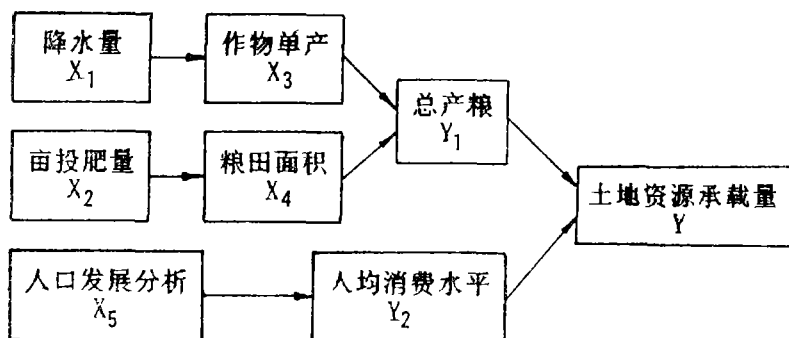 降水量
X₁
作物单产
X₃
总产粮
Y₁
亩投肥量
X₂
粮田面积
X₄
土地资源承载量
Y
人口发展分析
X₅
人均消费水平
Y₂